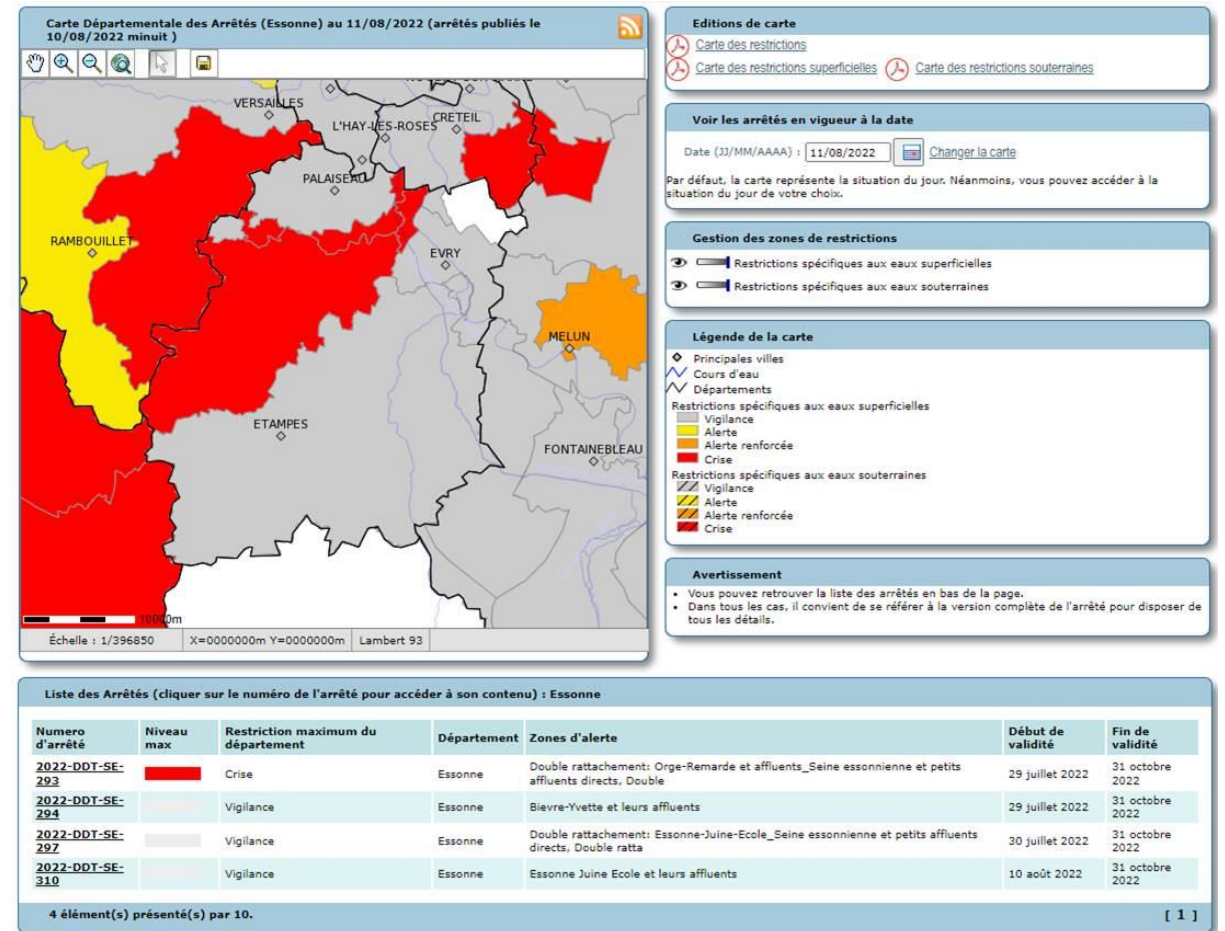 Carte Départementale des Arrêtés (Essonne) au 11/08/2022 (arrêtés publiés le
10/08/2022 minuit )
VERSAILLES
L'HAY-LES-ROSES
CRETEIL
PALAISEAU
RAMBOUILLET
EVRY
MELUN
ETAMPES
FONTAINEBLEAU
10000m
Échelle : 1/396850 X=0000000m Y=0000000m Lambert 93
Editions de carte
Carte des restrictions
Carte des restrictions superficielles Carte des restrictions souterraines
Voir les arrêtés en vigueur à la date
Date (JJ/MM/AAAA) : 11/08/2022 Changer la carte
Par défaut, la carte représente la situation du jour. Néanmoins, vous pouvez accéder à la
situation du jour de votre choix.
Gestion des zones de restrictions
Restrictions spécifiques aux eaux superficielles
Restrictions spécifiques aux eaux souterraines
Légende de la carte
Principales villes
Cours d'eau
Départements
Restrictions spécifiques aux eaux superficielles
Vigilance
Alerte
Alerte renforcée
Crise
Restrictions spécifiques aux eaux souterraines
Vigilance
Alerte
Alerte renforcée
Crise
Avertissement
• Vous pouvez retrouver la liste des arrêtés en bas de la page.
• Dans tous les cas, il convient de se référer à la version complète de l'arrêté pour disposer de
tous les détails.
Liste des Arrêtés (cliquer sur le numéro de l'arrêté pour accéder à son contenu) : Essonne
Numero d'arrêté Niveau max Restriction maximum du département Département Zones d'alerte Début de validité Fin de validité
2022-DDT-SE-293 Crise Essonne Double rattachement: Orge-Remarde et affluents_Seine essonnienne et petits affluents directs, Double 29 juillet 2022 31 octobre 2022
2022-DDT-SE-294 Vigilance Essonne Bievre-Yvette et leurs affluents 29 juillet 2022 31 octobre 2022
2022-DDT-SE-297 Vigilance Essonne Double rattachement: Essonne-Juine-Ecole_Seine essonnienne et petits affluents directs, Double ratta 30 juillet 2022 31 octobre 2022
2022-DDT-SE-310 Vigilance Essonne Essonne Juine Ecole et leurs affluents 10 août 2022 31 octobre 2022
4 élément(s) présenté(s) par 10. [ 1 ]